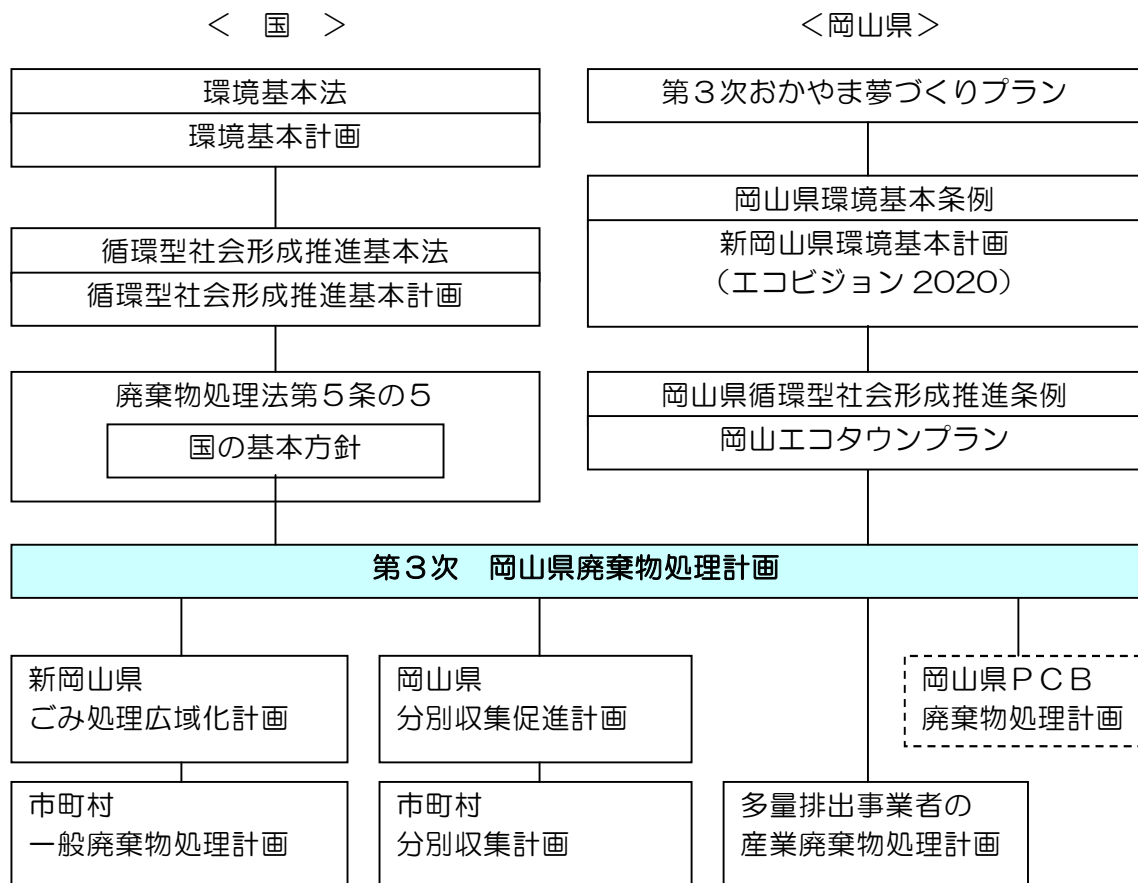 ＜　国　＞
＜岡山県＞
環境基本法
環境基本計画
循環型社会形成推進基本法
循環型社会形成推進基本計画
廃棄物処理法第５条の５
国の基本方針
第３次おかやま夢づくりプラン
岡山県環境基本条例
新岡山県環境基本計画
（エコビジョン 2020）
岡山県循環型社会形成推進条例
岡山エコタウンプラン
第３次　岡山県廃棄物処理計画
新岡山県
ごみ処理広域化計画
岡山県
分別収集促進計画
岡山県ＰＣＢ
廃棄物処理計画
市町村
一般廃棄物処理計画
市町村
分別収集計画
多量排出事業者の
産業廃棄物処理計画